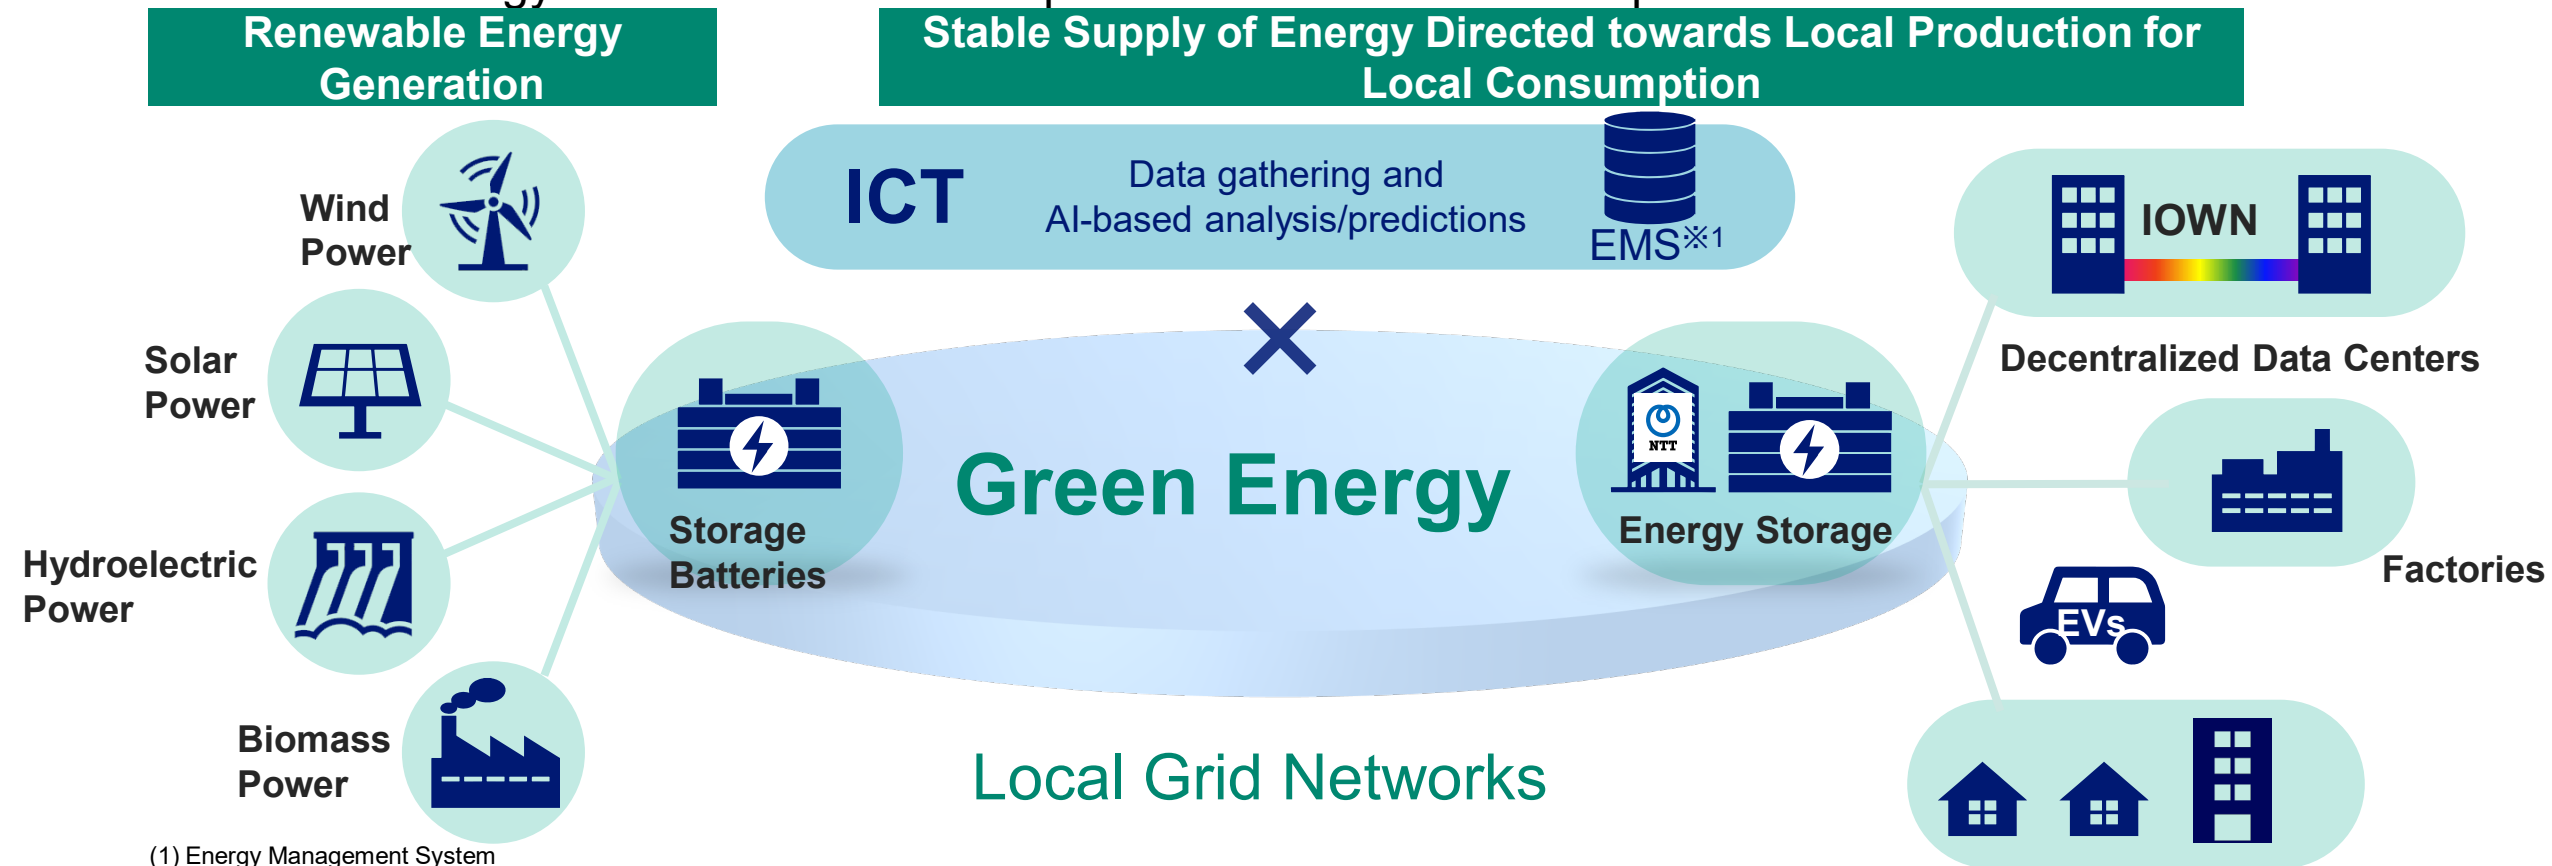 Renewable Energy
Generation
Stable Supply of Energy Directed towards Local Production for
Local Consumption
ICT
Data gathering and
AI-based analysis/predictions
EMS※1
Wind
Power
Solar
Power
Hydroelectric
Power
Biomass
Power
Storage
Batteries
Green Energy
NTT
Energy Storage
IOWN
Decentralized Data Centers
Factories
EVs
Local Grid Networks
(1) Energy Management System